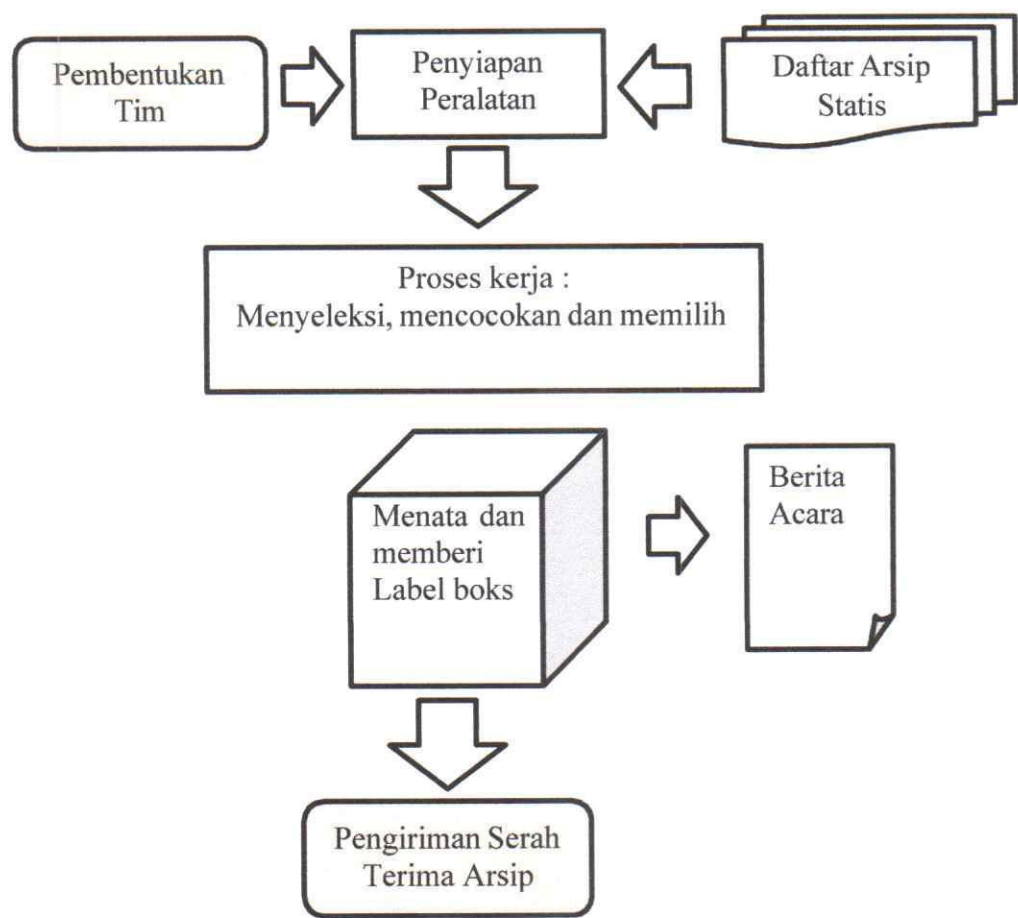 Pembentukan
Tim
Penyiapan
Peralatan
Daftar Arsip
Statis
Proses kerja :
Menyeleksi, mencocokan dan memilih
Menata dan
memberi
Label boks
Berita
Acara
Pengiriman Serah
Terima Arsip